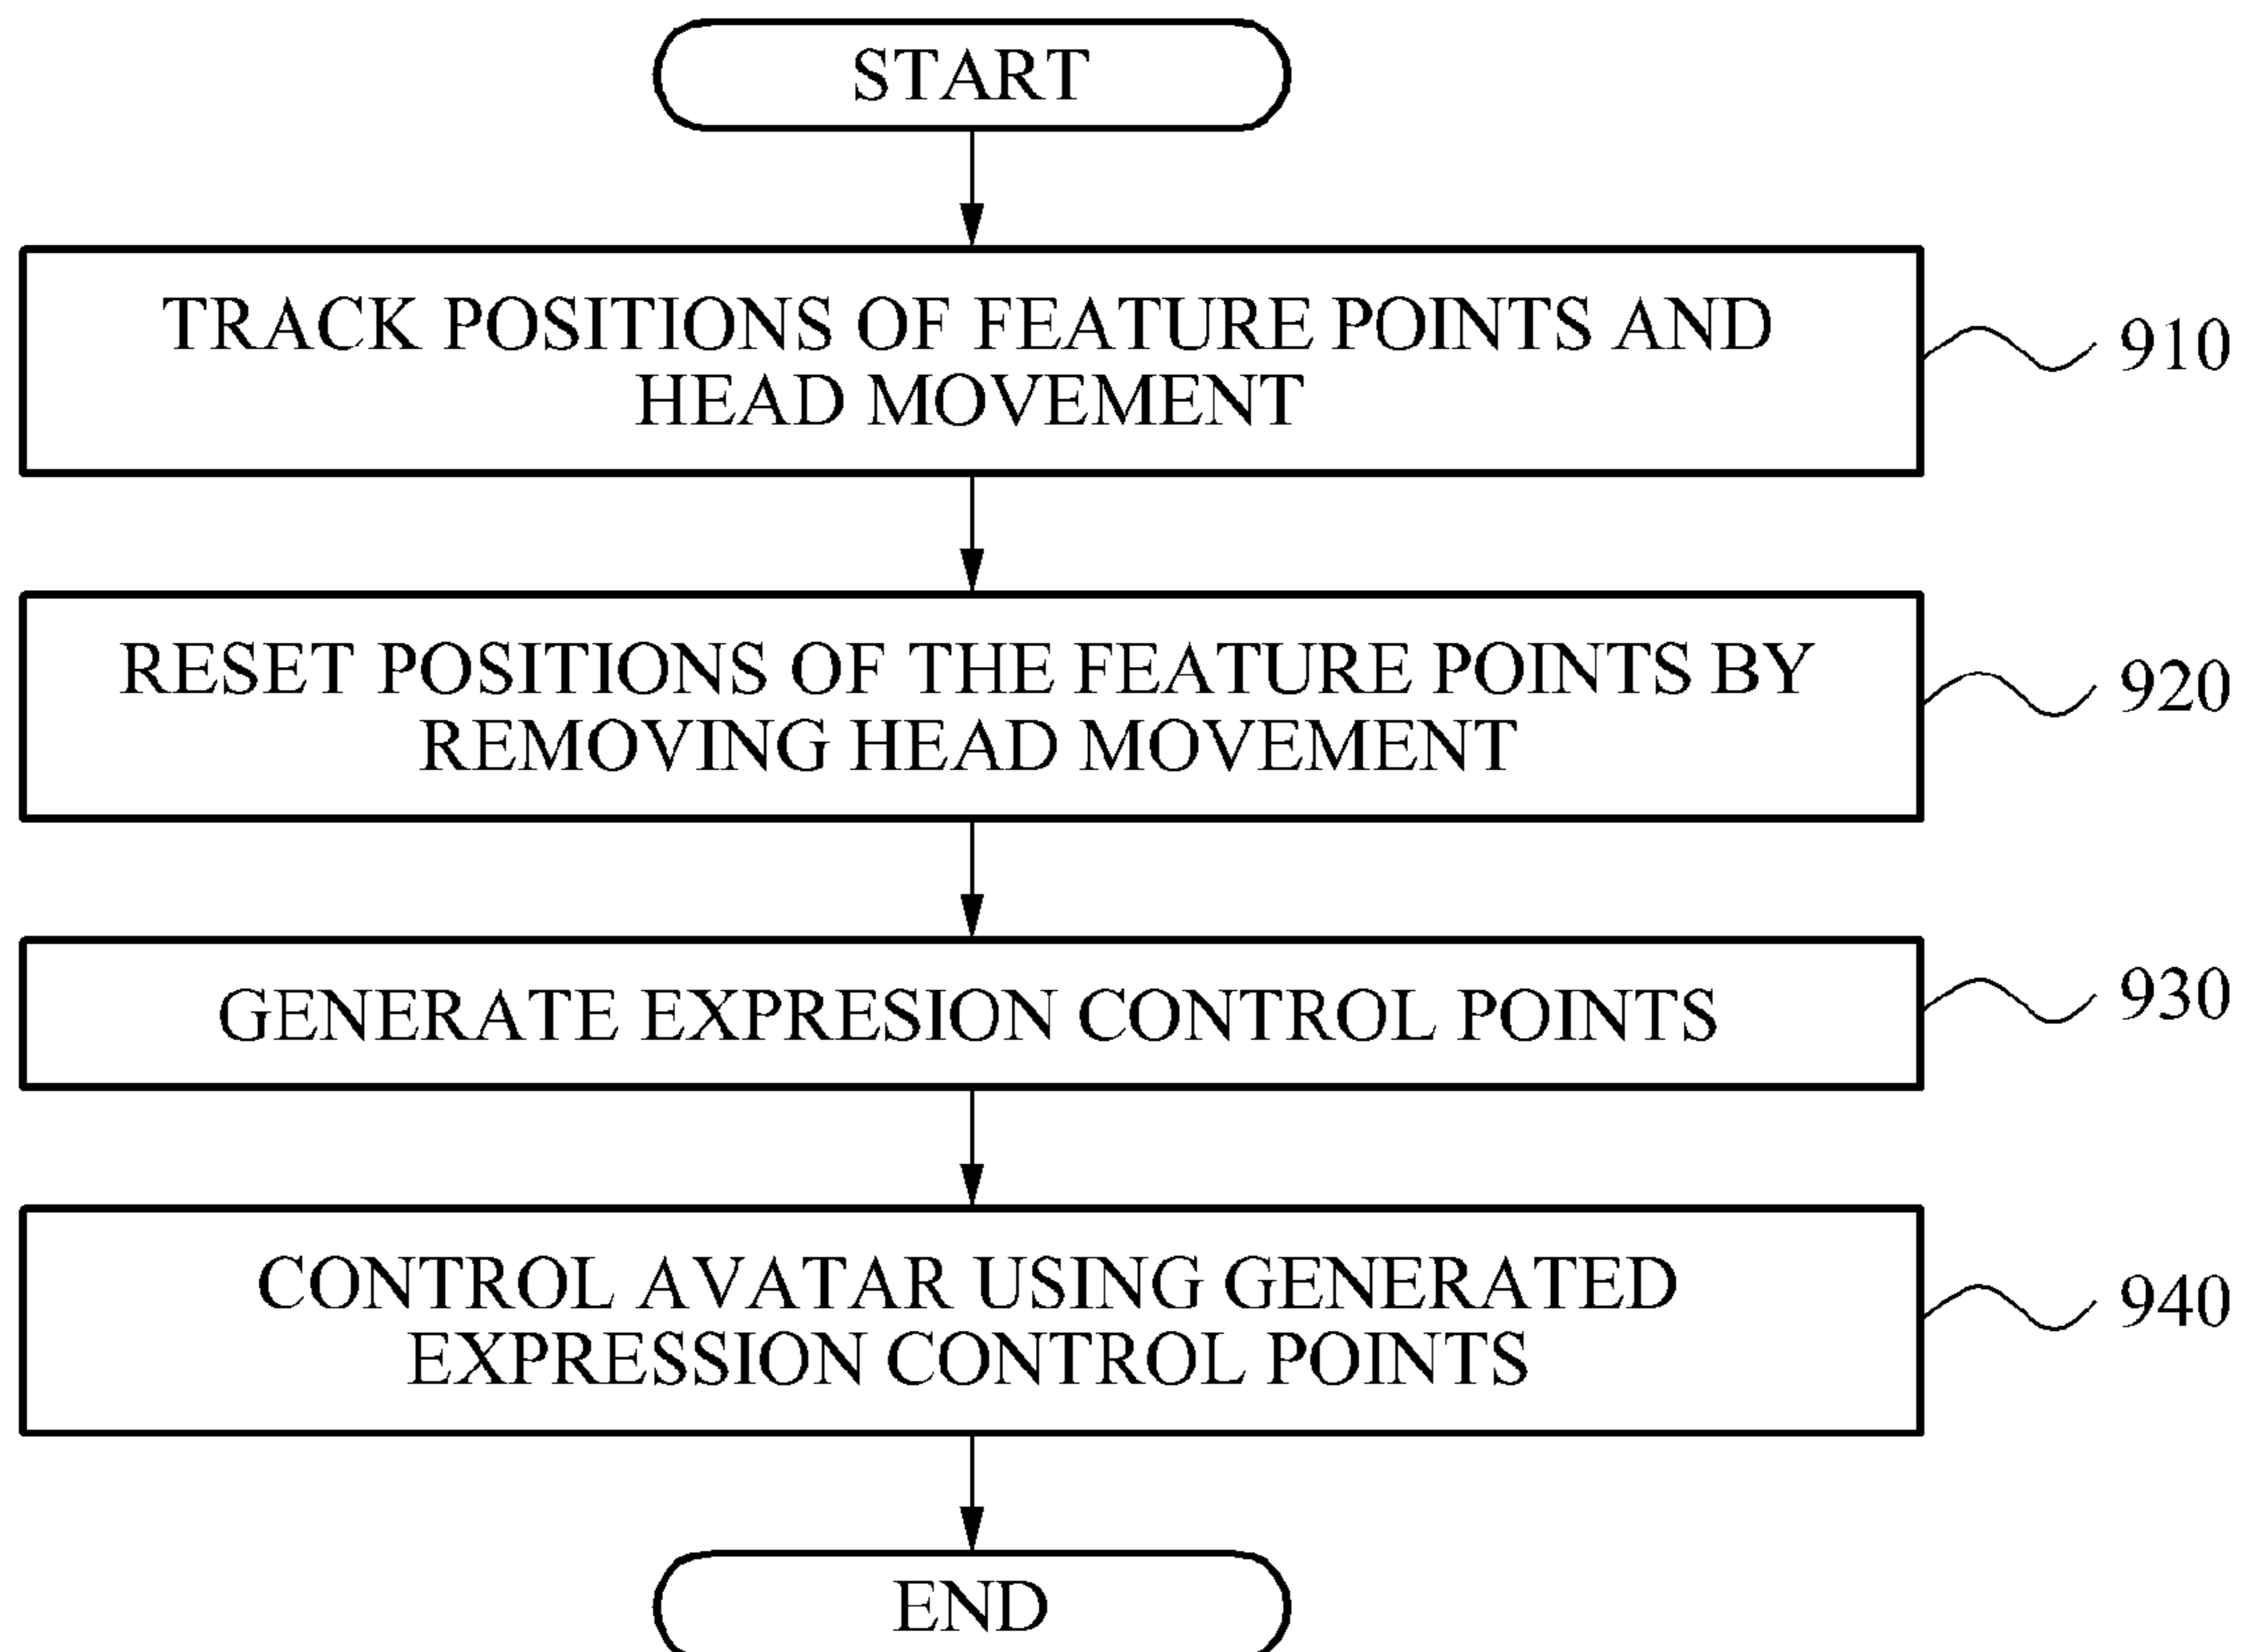 START
TRACK POSITIONS OF FEATURE POINTS AND
HEAD MOVEMENT
910
RESET POSITIONS OF THE FEATURE POINTS BY
REMOVING HEAD MOVEMENT
920
GENERATE EXPRESION CONTROL POINTS
930
CONTROL AVATAR USING GENERATED
EXPRESSION CONTROL POINTS
940
END